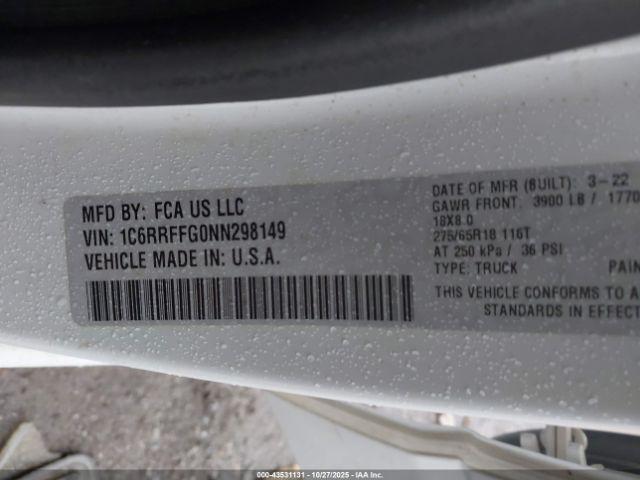 MFD BY: FCA US LLC
VIN: 1C6RRFFG0NN298149
VEHICLE MADE IN: U.S.A.
DATE OF MFR (BUILT): 3-22
GAWR FRONT: 3900 LB / 1770
18X8.0
275/65R18 116T
AT 250 kPa / 36 PSI
TYPE: TRUCK PAIN
THIS VEHICLE CONFORMS TO A
STANDARDS IN EFFECT
000-43531131 - 10/27/2025 - IAA Inc.